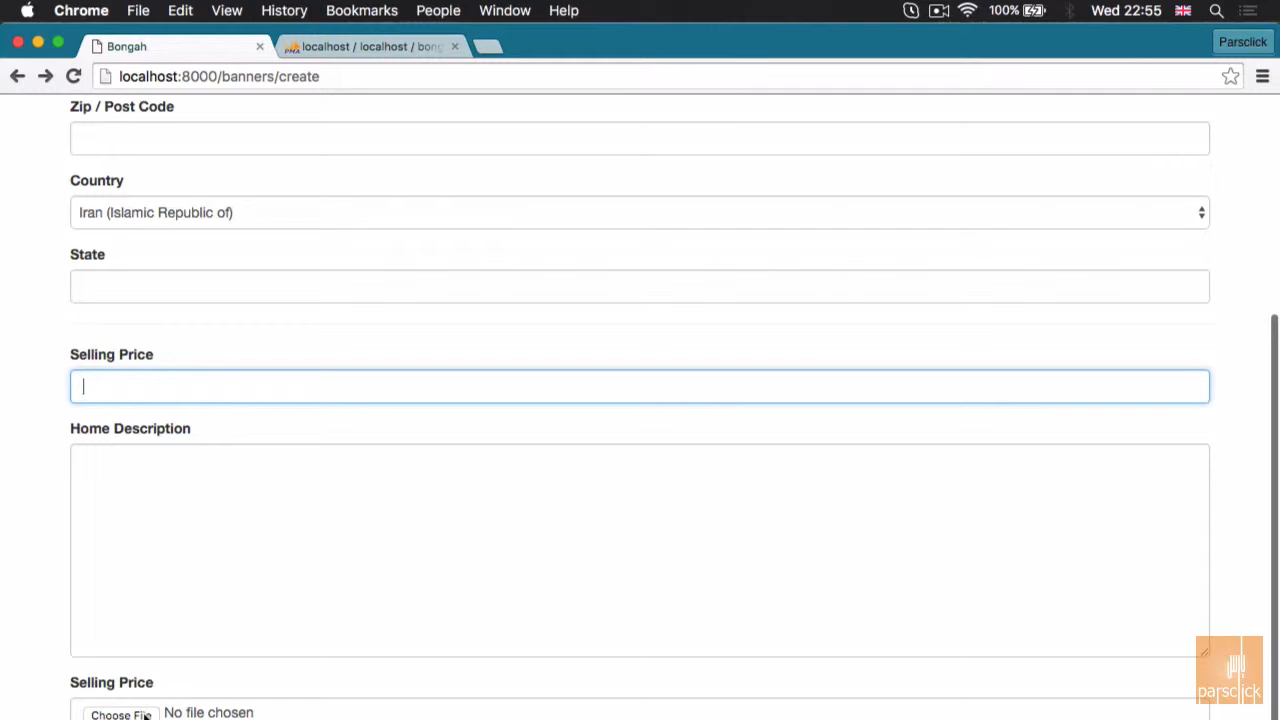 Chrome File Edit View History Bookmarks People Window Help 100% Wed 22:55
Bongah localhost / localhost / bong Parsclick
localhost:8000/banners/create
Zip / Post Code
Country
Iran (Islamic Republic of)
State
Selling Price
Home Description
Selling Price
Choose File No file chosen
parsclick